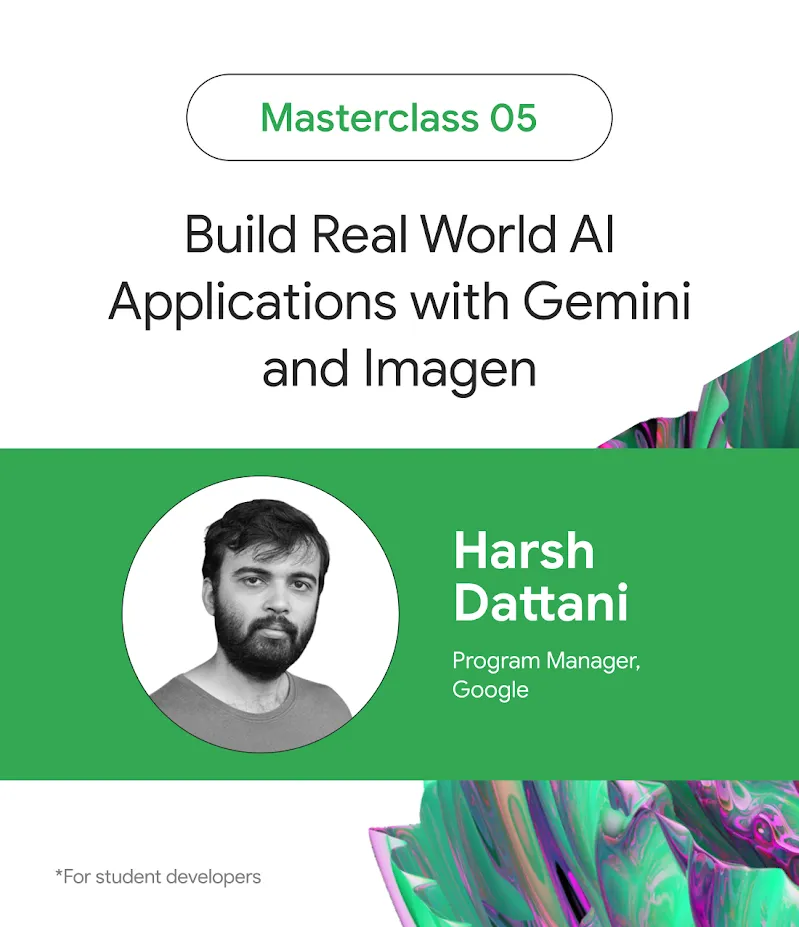 Masterclass 05
Build Real World AI
Applications with Gemini
and Imagen
Harsh
Dattani
Program Manager,
Google
*For student developers